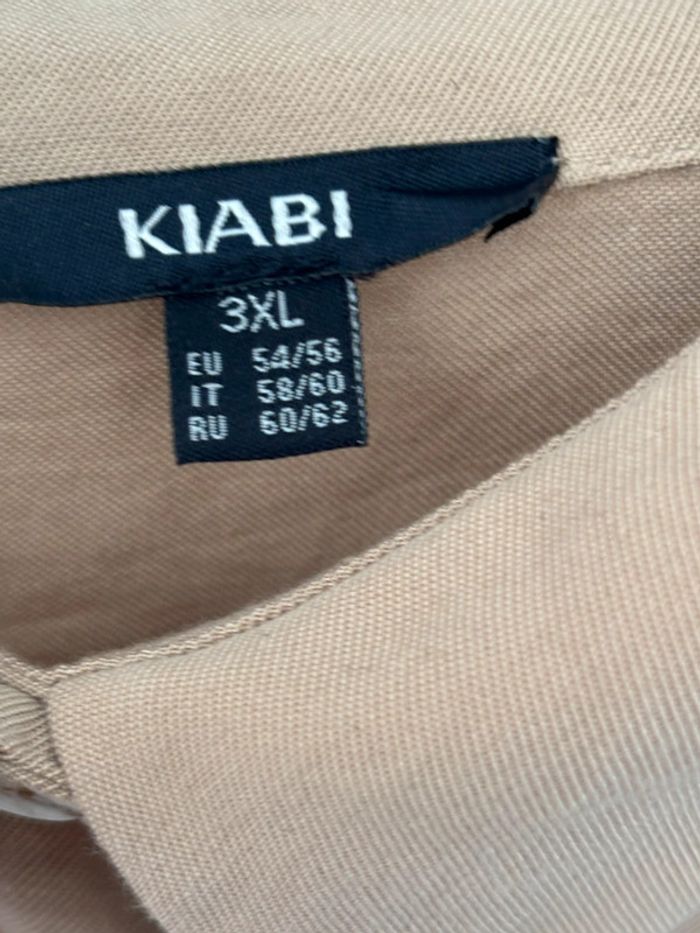 KIABI
3XL
EU 54/56
IT 58/60
RU 60/62